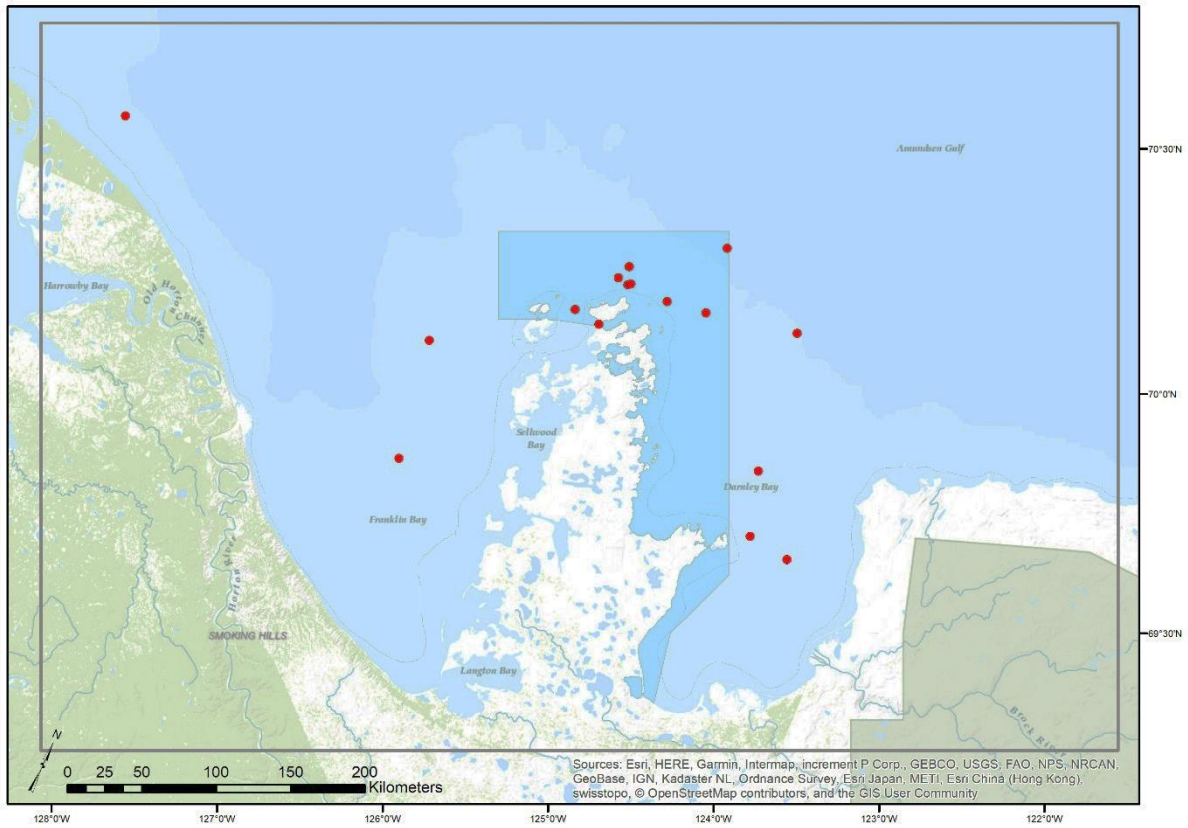 Amundsen Gulf
70°30'N
Harrowby Bay
Old Horton Channel
70°0'N
Sellwood
Bay
Darnley Bay
Franklin Bay
Horton River
SMOKING HILLS
69°30'N
Langton Bay
Brock River
N
0 25 50 100 150 200
Kilometers
Sources: Esri, HERE, Garmin, Intermap, increment P Corp., GEBCO, USGS, FAO, NPS, NRCAN,
GeoBase, IGN, Kadaster NL, Ordnance Survey, Esri Japan, METI, Esri China (Hong Kong),
swisstopo, © OpenStreetMap contributors, and the GIS User Community
128°0'W 127°0'W 126°0'W 125°0'W 124°0'W 123°0'W 122°0'W